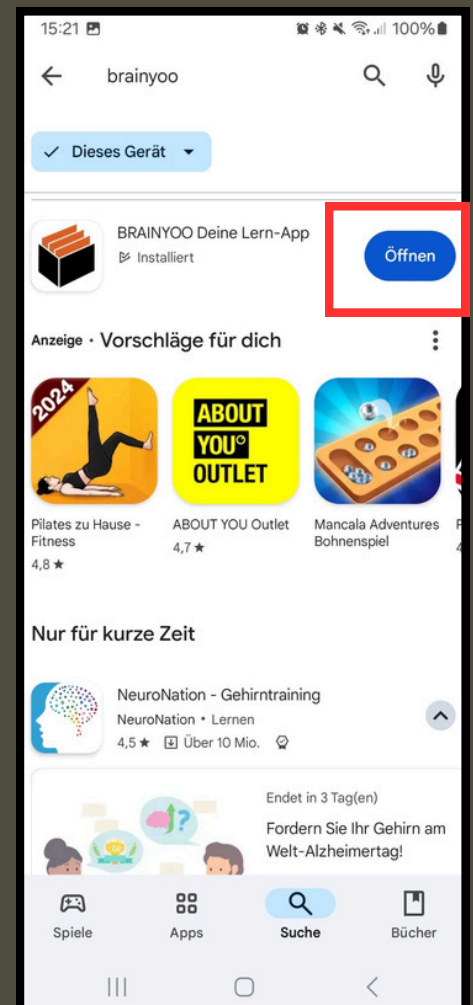 15:21
100%
brainyoo
Dieses Gerät
BRAINYOO Deine Lern-App
Installiert
Öffnen
Anzeige • Vorschläge für dich
2024
ABOUT
YOU°
OUTLET
Pilates zu Hause -
Fitness
4,8 ★
ABOUT YOU Outlet
4,7 ★
Mancala Adventures
Bohnenspiel
Nur für kurze Zeit
NeuroNation - Gehirntraining
NeuroNation • Lernen
4,5 ★ Über 10 Mio.
Endet in 3 Tag(en)
Fordern Sie Ihr Gehirn am
Welt-Alzheimertag!
?
Spiele
Apps
Suche
Bücher